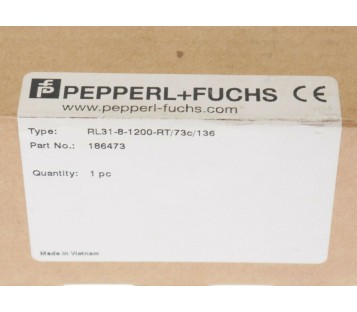 PEPPERL+FUCHS CE
www.pepperl-fuchs.com
Type: RL31-8-1200-RT/73c/136
Part No.: 186473
Quantity: 1 pc
Made in Vietnam